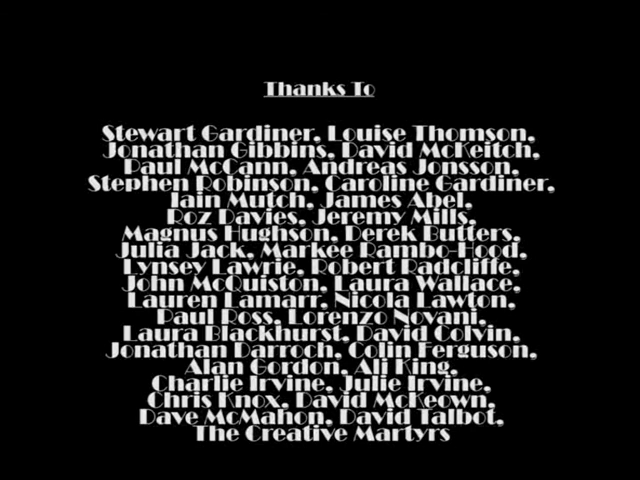 Thanks To
Stewart Gardiner, Louise Thomson,
Jonathan Gibbins, David McKeitch,
Paul McCann, Andreas Jonsson,
Stephen Robinson, Caroline Gardiner,
Iain Mutch, James Abel,
Roz Davies, Jeremy Mills,
Magnus Hughson, Derek Butters,
Julia Jack, Markee Rambo-Hood,
Lynsey Lawrie, Robert Radcliffe,
John McQuiston, Laura Wallace,
Lauren Lamarr, Nicola Lawton,
Paul Ross, Lorenzo Novani,
Laura Blackhurst, David Colvin,
Jonathan Darroch, Colin Ferguson,
Alan Gordon, Ali King,
Charlie Irvine, Julie Irvine,
Chris Knox, David McKeown,
Dave McMahon, David Talbot,
The Creative Martyrs